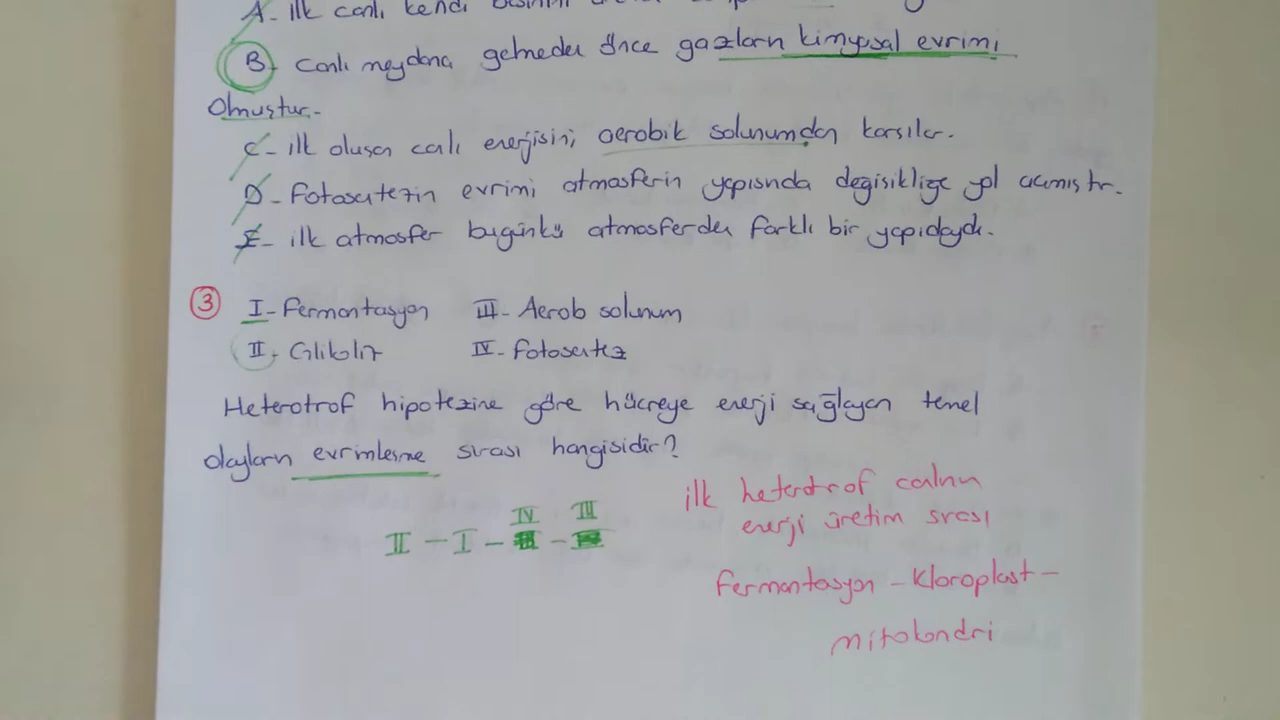 A- ilk canlı kendi
B- canlı meydana gelmeden önce gazların kimyasal evrimi
Olmuştur.
C- ilk oluşan canlı enerjisini aerobik solunumdan karşılar.
D- Fotosentezin evrimi atmosferin yapısında değişikliğe yol açmıştır.
E- ilk atmosfer bugünkü atmosferden farklı bir yapıdaydı.
3 I- Fermantasyon III- Aerob solunum
II- Glikoliz IV- Fotosentez
Heterotrof hipotezine göre hücreye enerji sağlayan temel
olayların evrimleşme sırası hangisidir?
ilk heterotrof canlının
enerji üretim sırası
IV III
II - I - -
Fermantasyon - Kloroplast -
mitokondri